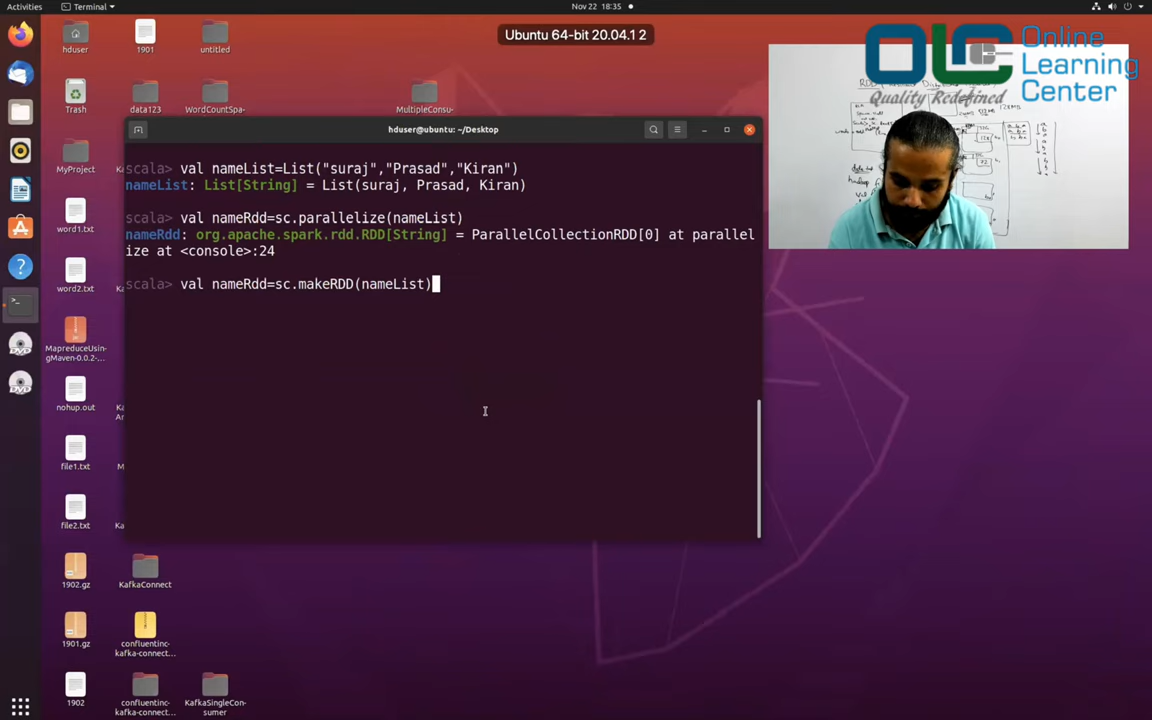 Activities
Terminal
Nov 22 18:35
Ubuntu 64-bit 20.04.1 2
Online
Learning
Center
OLC
Quality Redefined
hduser
1901
untitled
Trash
data123
WordCountSpa-
MultipleConsu-
MyProject
word1.txt
word2.txt
MapreduceUsin-
gMaven-0.0.2-...
nohup.out
file1.txt
file2.txt
1902.gz
KafkaConnect
1901.gz
confluentinc-
kafka-connect...
1902
confluentinc-
kafka-connect...
KafkaSingleCon-
sumer
hduser@ubuntu: ~/Desktop
scala> val nameList=List("suraj","Prasad","Kiran")
nameList: List[String] = List(suraj, Prasad, Kiran)
scala> val nameRdd=sc.parallelize(nameList)
nameRdd: org.apache.spark.rdd.RDD[String] = ParallelCollectionRDD[0] at parallel
ize at <console>:24
scala> val nameRdd=sc.makeRDD(nameList)
RDD
128MB